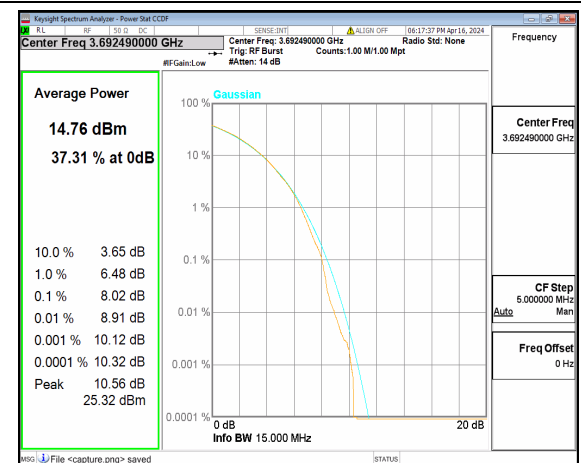 Keysight Spectrum Analyzer - Power Stat CCDF
RL RF 50 Ω DC SENSE:INT ALIGN OFF 06:17:37 PM Apr 16, 2024
Center Freq 3.692490000 GHz
Center Freq: 3.692490000 GHz Radio Std: None
Trig: RF Burst Counts:1.00 M/1.00 Mpt
#IFGain:Low #Atten: 14 dB
Frequency
Average Power
14.76 dBm
37.31 % at 0dB
10.0 % 3.65 dB
1.0 % 6.48 dB
0.1 % 8.02 dB
0.01 % 8.91 dB
0.001 % 10.12 dB
0.0001 % 10.32 dB
Peak 10.56 dB
25.32 dBm
Gaussian
100 %
10 %
1 %
0.1 %
0.01 %
0.001 %
0.0001 %
0 dB 20 dB
Info BW 15.000 MHz
Center Freq
3.692490000 GHz
CF Step
5.000000 MHz
Auto Man
Freq Offset
0 Hz
MSG File <capture.png> saved STATUS